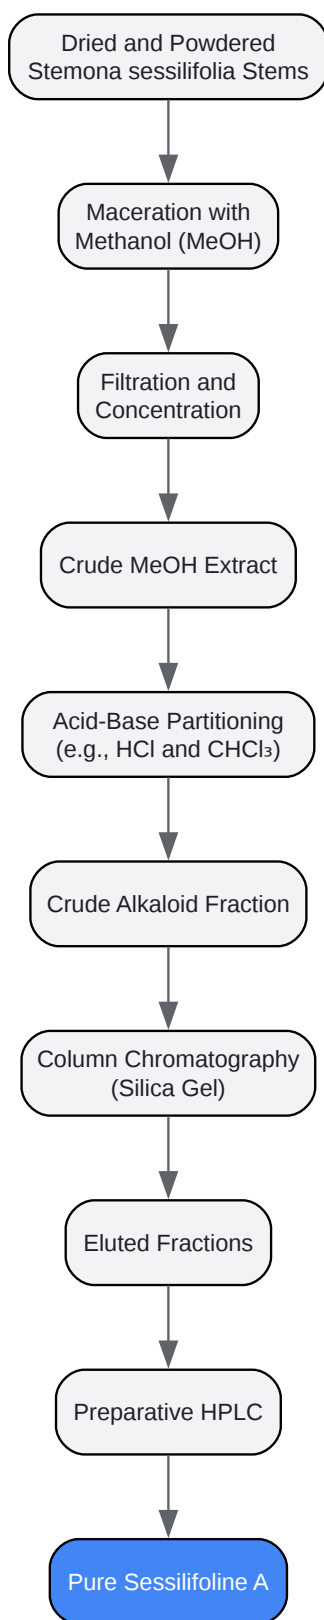 Dried and Powdered
Stemona sessilifolia Stems
Maceration with
Methanol (MeOH)
Filtration and
Concentration
Crude MeOH Extract
Acid-Base Partitioning
(e.g., HCl and CHCl₃)
Crude Alkaloid Fraction
Column Chromatography
(Silica Gel)
Eluted Fractions
Preparative HPLC
Pure Sessilifoline A